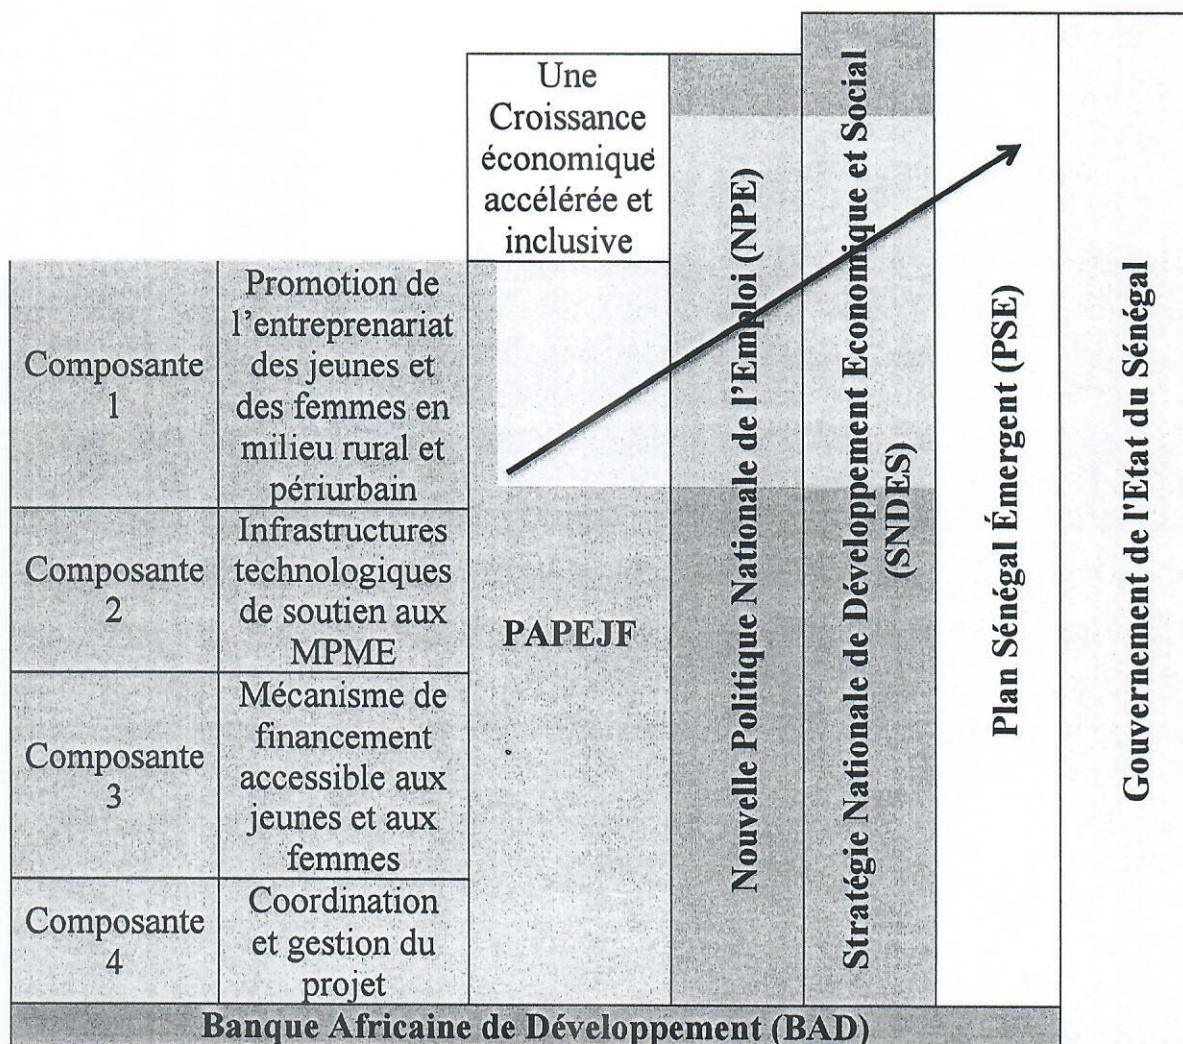 Une
Croissance
économique
accélérée et
inclusive
Composante
1
Promotion de
l'entreprenariat
des jeunes et
des femmes en
milieu rural et
périurbain
Composante
2
Infrastructures
technologiques
de soutien aux
MPME
Composante
3
Mécanisme de
financement
accessible aux
jeunes et aux
femmes
Composante
4
Coordination
et gestion du
projet
PAPEJF
Nouvelle Politique Nationale de l'Emploi (NPE)
Stratégie Nationale de Développement Economique et Social
(SNDES)
Plan Sénégal Émergent (PSE)
Gouvernement de l'Etat du Sénégal
Banque Africaine de Développement (BAD)